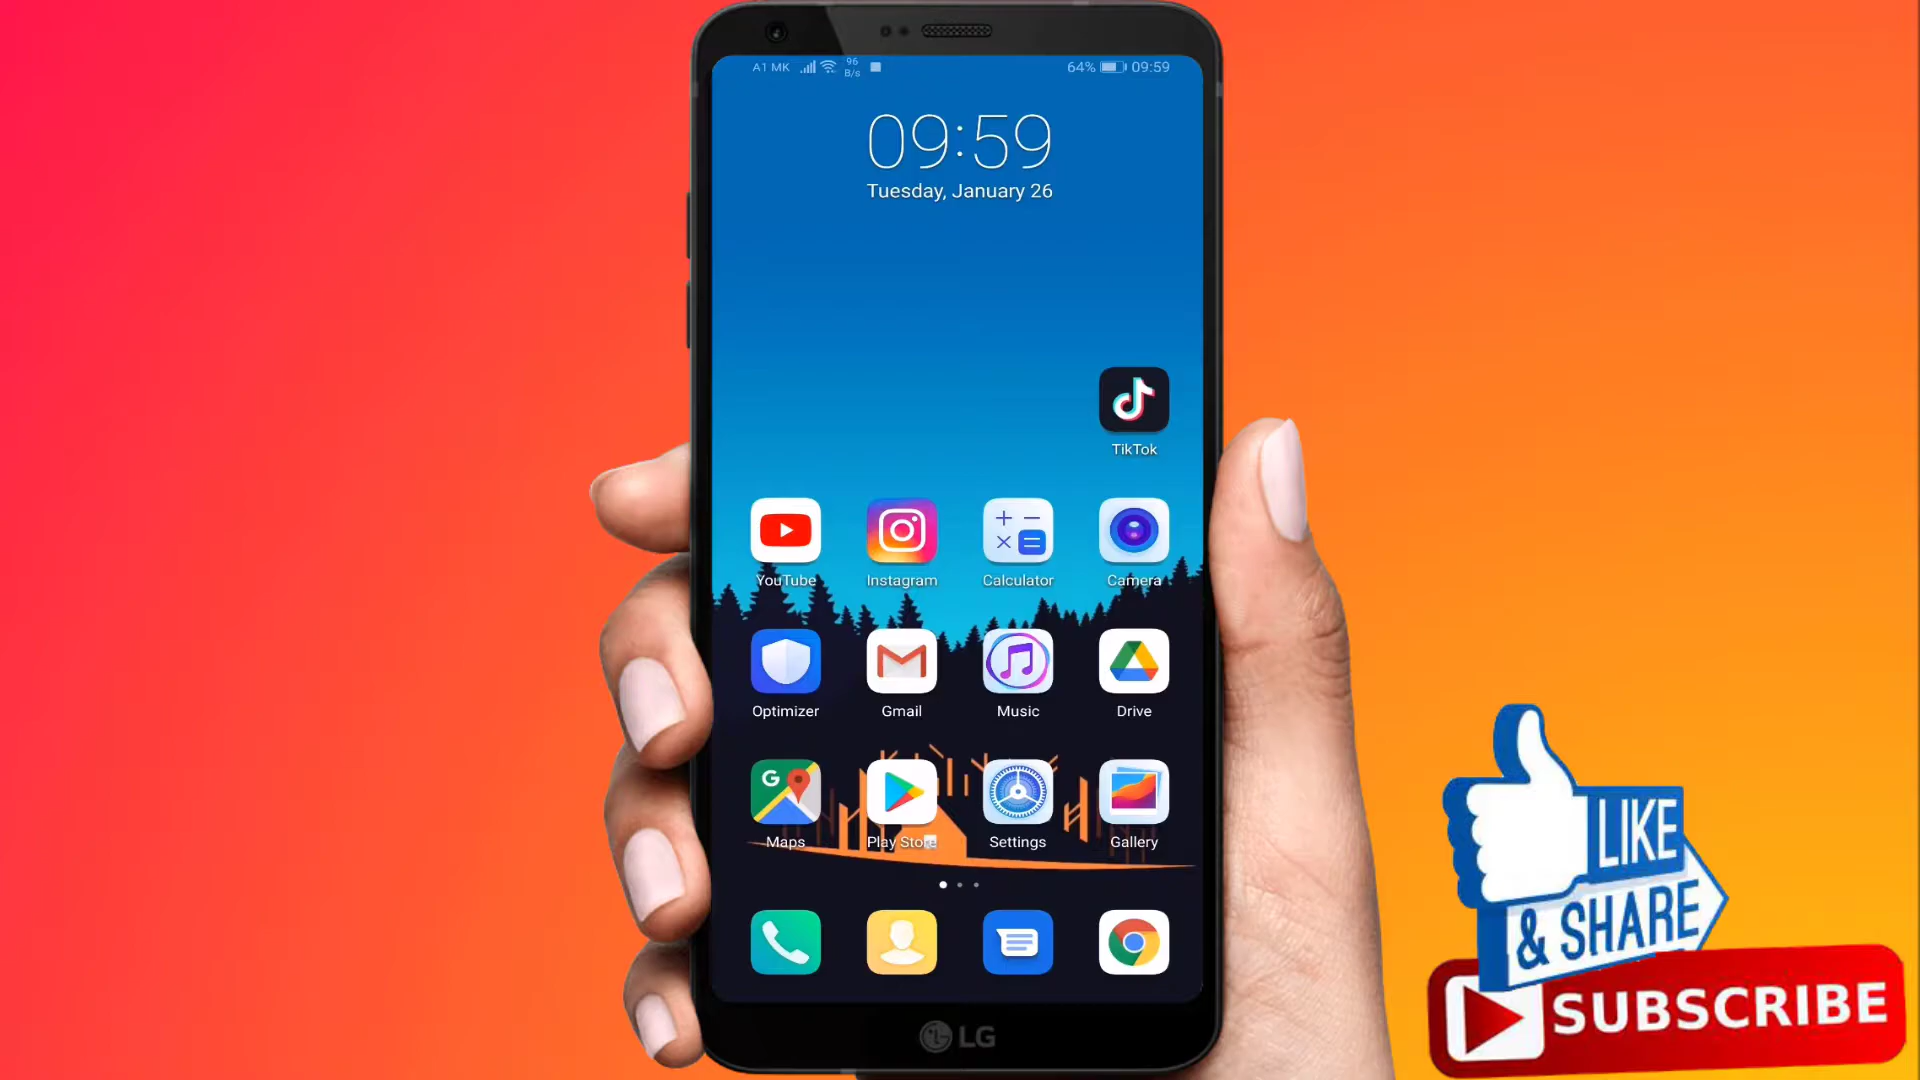 A1 MK 96 B/s 64% 09:59
09:59
Tuesday, January 26
TikTok
YouTube Instagram Calculator Camera
Optimizer Gmail Music Drive
G
Maps Play Store Settings Gallery
LG
LIKE
& SHARE
SUBSCRIBE